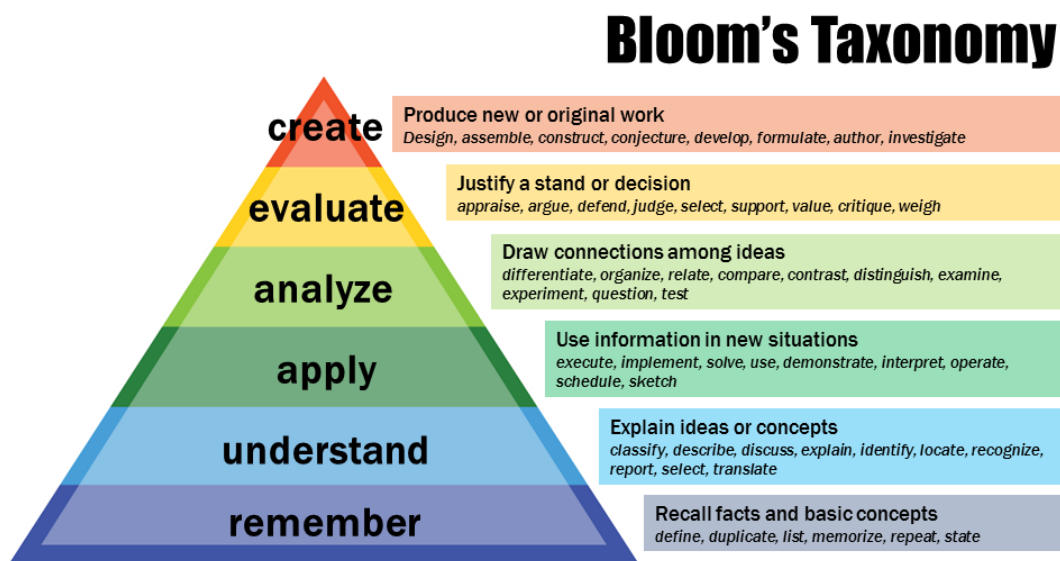 Bloom's Taxonomy
create
Produce new or original work
Design, assemble, construct, conjecture, develop, formulate, author, investigate
evaluate
Justify a stand or decision
appraise, argue, defend, judge, select, support, value, critique, weigh
analyze
Draw connections among ideas
differentiate, organize, relate, compare, contrast, distinguish, examine,
experiment, question, test
apply
Use information in new situations
execute, implement, solve, use, demonstrate, interpret, operate,
schedule, sketch
understand
Explain ideas or concepts
classify, describe, discuss, explain, identify, locate, recognize,
report, select, translate
remember
Recall facts and basic concepts
define, duplicate, list, memorize, repeat, state